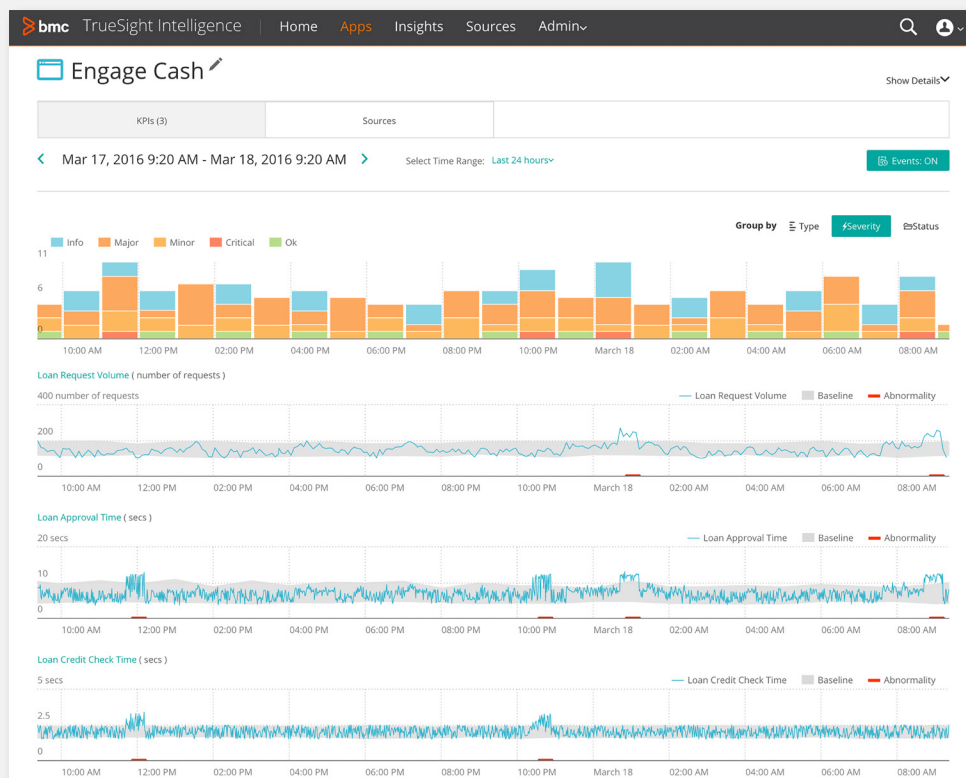 bmc TrueSight Intelligence Home Apps Insights Sources Admin
Engage Cash
Show Details
KPIs (3) Sources
Mar 17, 2016 9:20 AM - Mar 18, 2016 9:20 AM Select Time Range: Last 24 hours Events: ON
Group by Type Severity Status
Info Major Minor Critical Ok
11
6
0
10:00 AM 12:00 PM 02:00 PM 04:00 PM 06:00 PM 08:00 PM 10:00 PM March 18 02:00 AM 04:00 AM 06:00 AM 08:00 AM
Loan Request Volume ( number of requests )
400 number of requests Loan Request Volume Baseline Abnormality
200
0
10:00 AM 12:00 PM 02:00 PM 04:00 PM 06:00 PM 08:00 PM 10:00 PM March 18 02:00 AM 04:00 AM 06:00 AM 08:00 AM
Loan Approval Time ( secs )
20 secs Loan Approval Time Baseline Abnormality
10
0
10:00 AM 12:00 PM 02:00 PM 04:00 PM 06:00 PM 08:00 PM 10:00 PM March 18 02:00 AM 04:00 AM 06:00 AM 08:00 AM
Loan Credit Check Time ( secs )
5 secs Loan Credit Check Time Baseline Abnormality
2.5
0
10:00 AM 12:00 PM 02:00 PM 04:00 PM 06:00 PM 08:00 PM 10:00 PM March 18 02:00 AM 04:00 AM 06:00 AM 08:00 AM